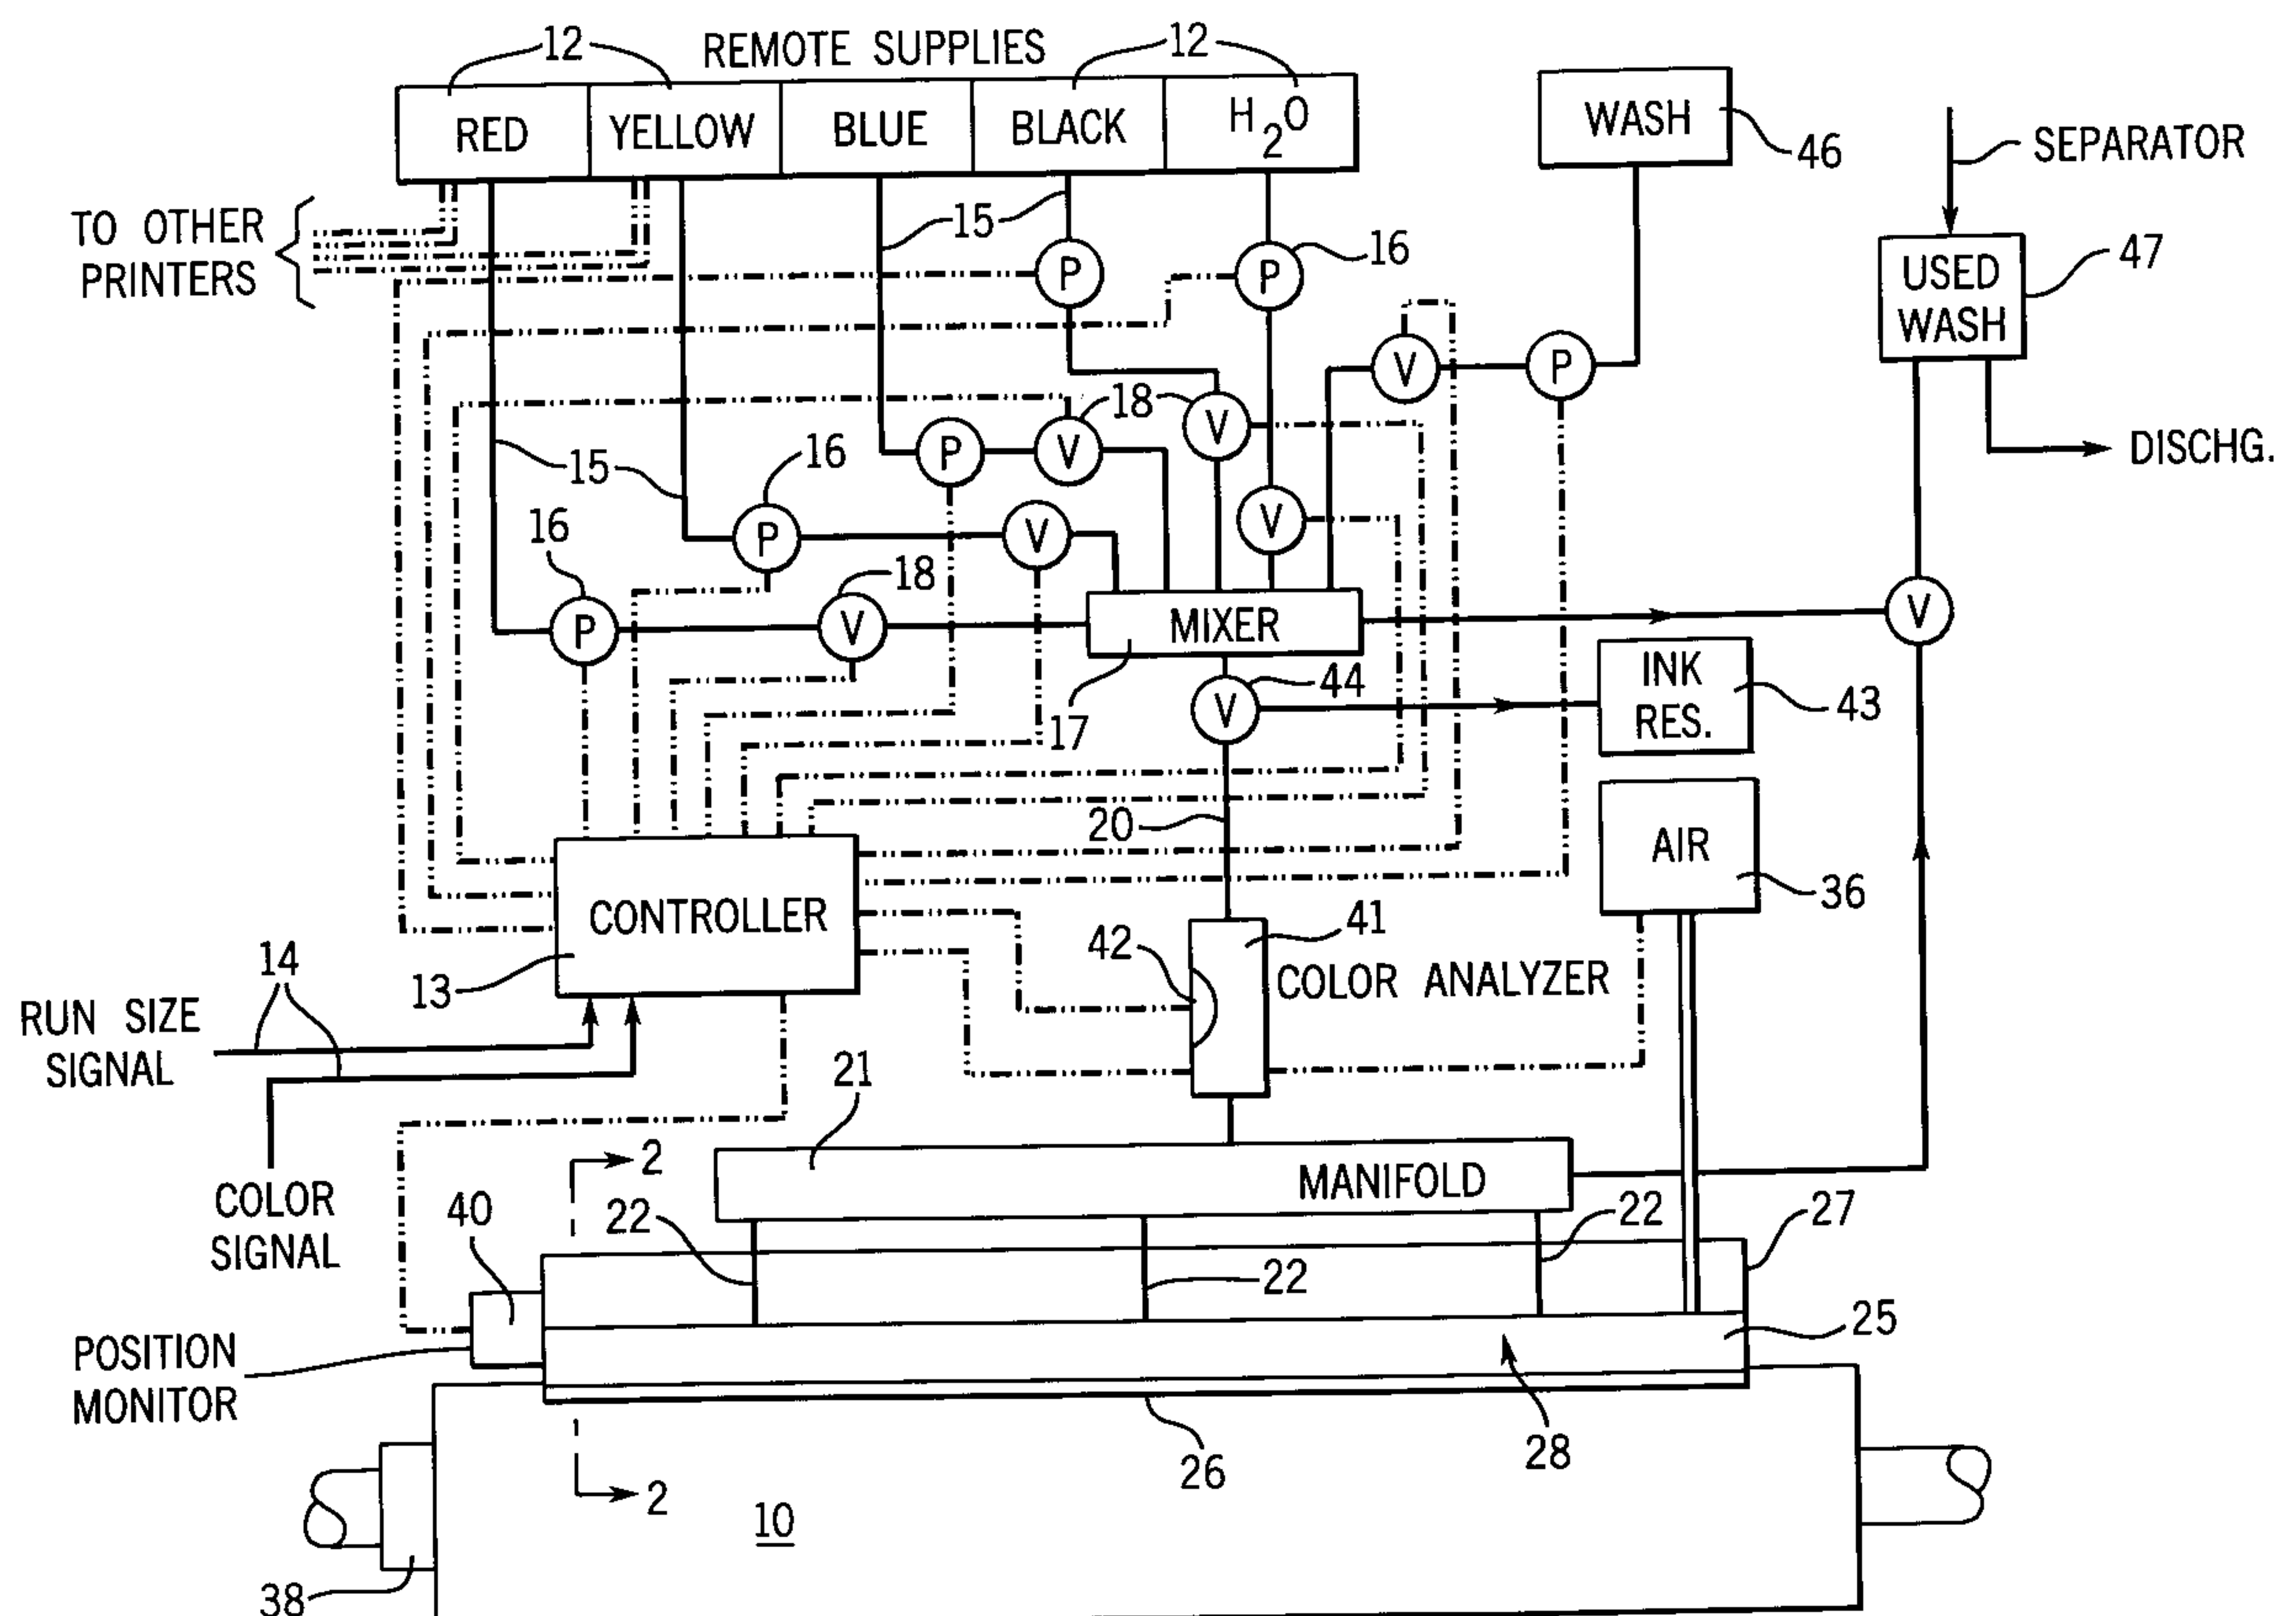 12
REMOTE SUPPLIES
12
RED
YELLOW
BLUE
BLACK
H2O
WASH
46
SEPARATOR
TO OTHER
PRINTERS
15
P
P
16
USED
WASH
47
V
P
DISCHG.
15
16
P
V
18
V
16
P
V
V
P
18
V
MIXER
V
17
V
44
INK
RES.
43
20
AIR
36
CONTROLLER
13
14
RUN SIZE
SIGNAL
COLOR
SIGNAL
42
41
COLOR ANALYZER
21
MANIFOLD
2
22
22
22
27
40
POSITION
MONITOR
25
28
26
2
10
38